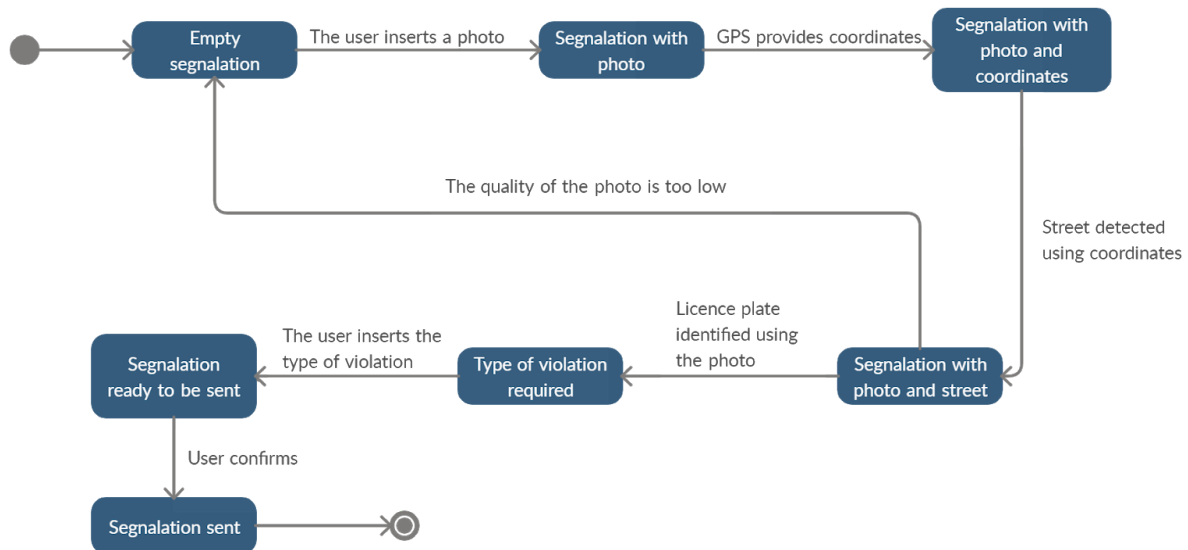 Empty
segnalation
The user inserts a photo
Segnalation with
photo
GPS provides coordinates
Segnalation with
photo and
coordinates
The quality of the photo is too low
Street detected
using coordinates
Licence plate
identified using
the photo
Segnalation with
photo and street
Type of violation
required
The user inserts the
type of violation
Segnalation
ready to be sent
User confirms
Segnalation sent